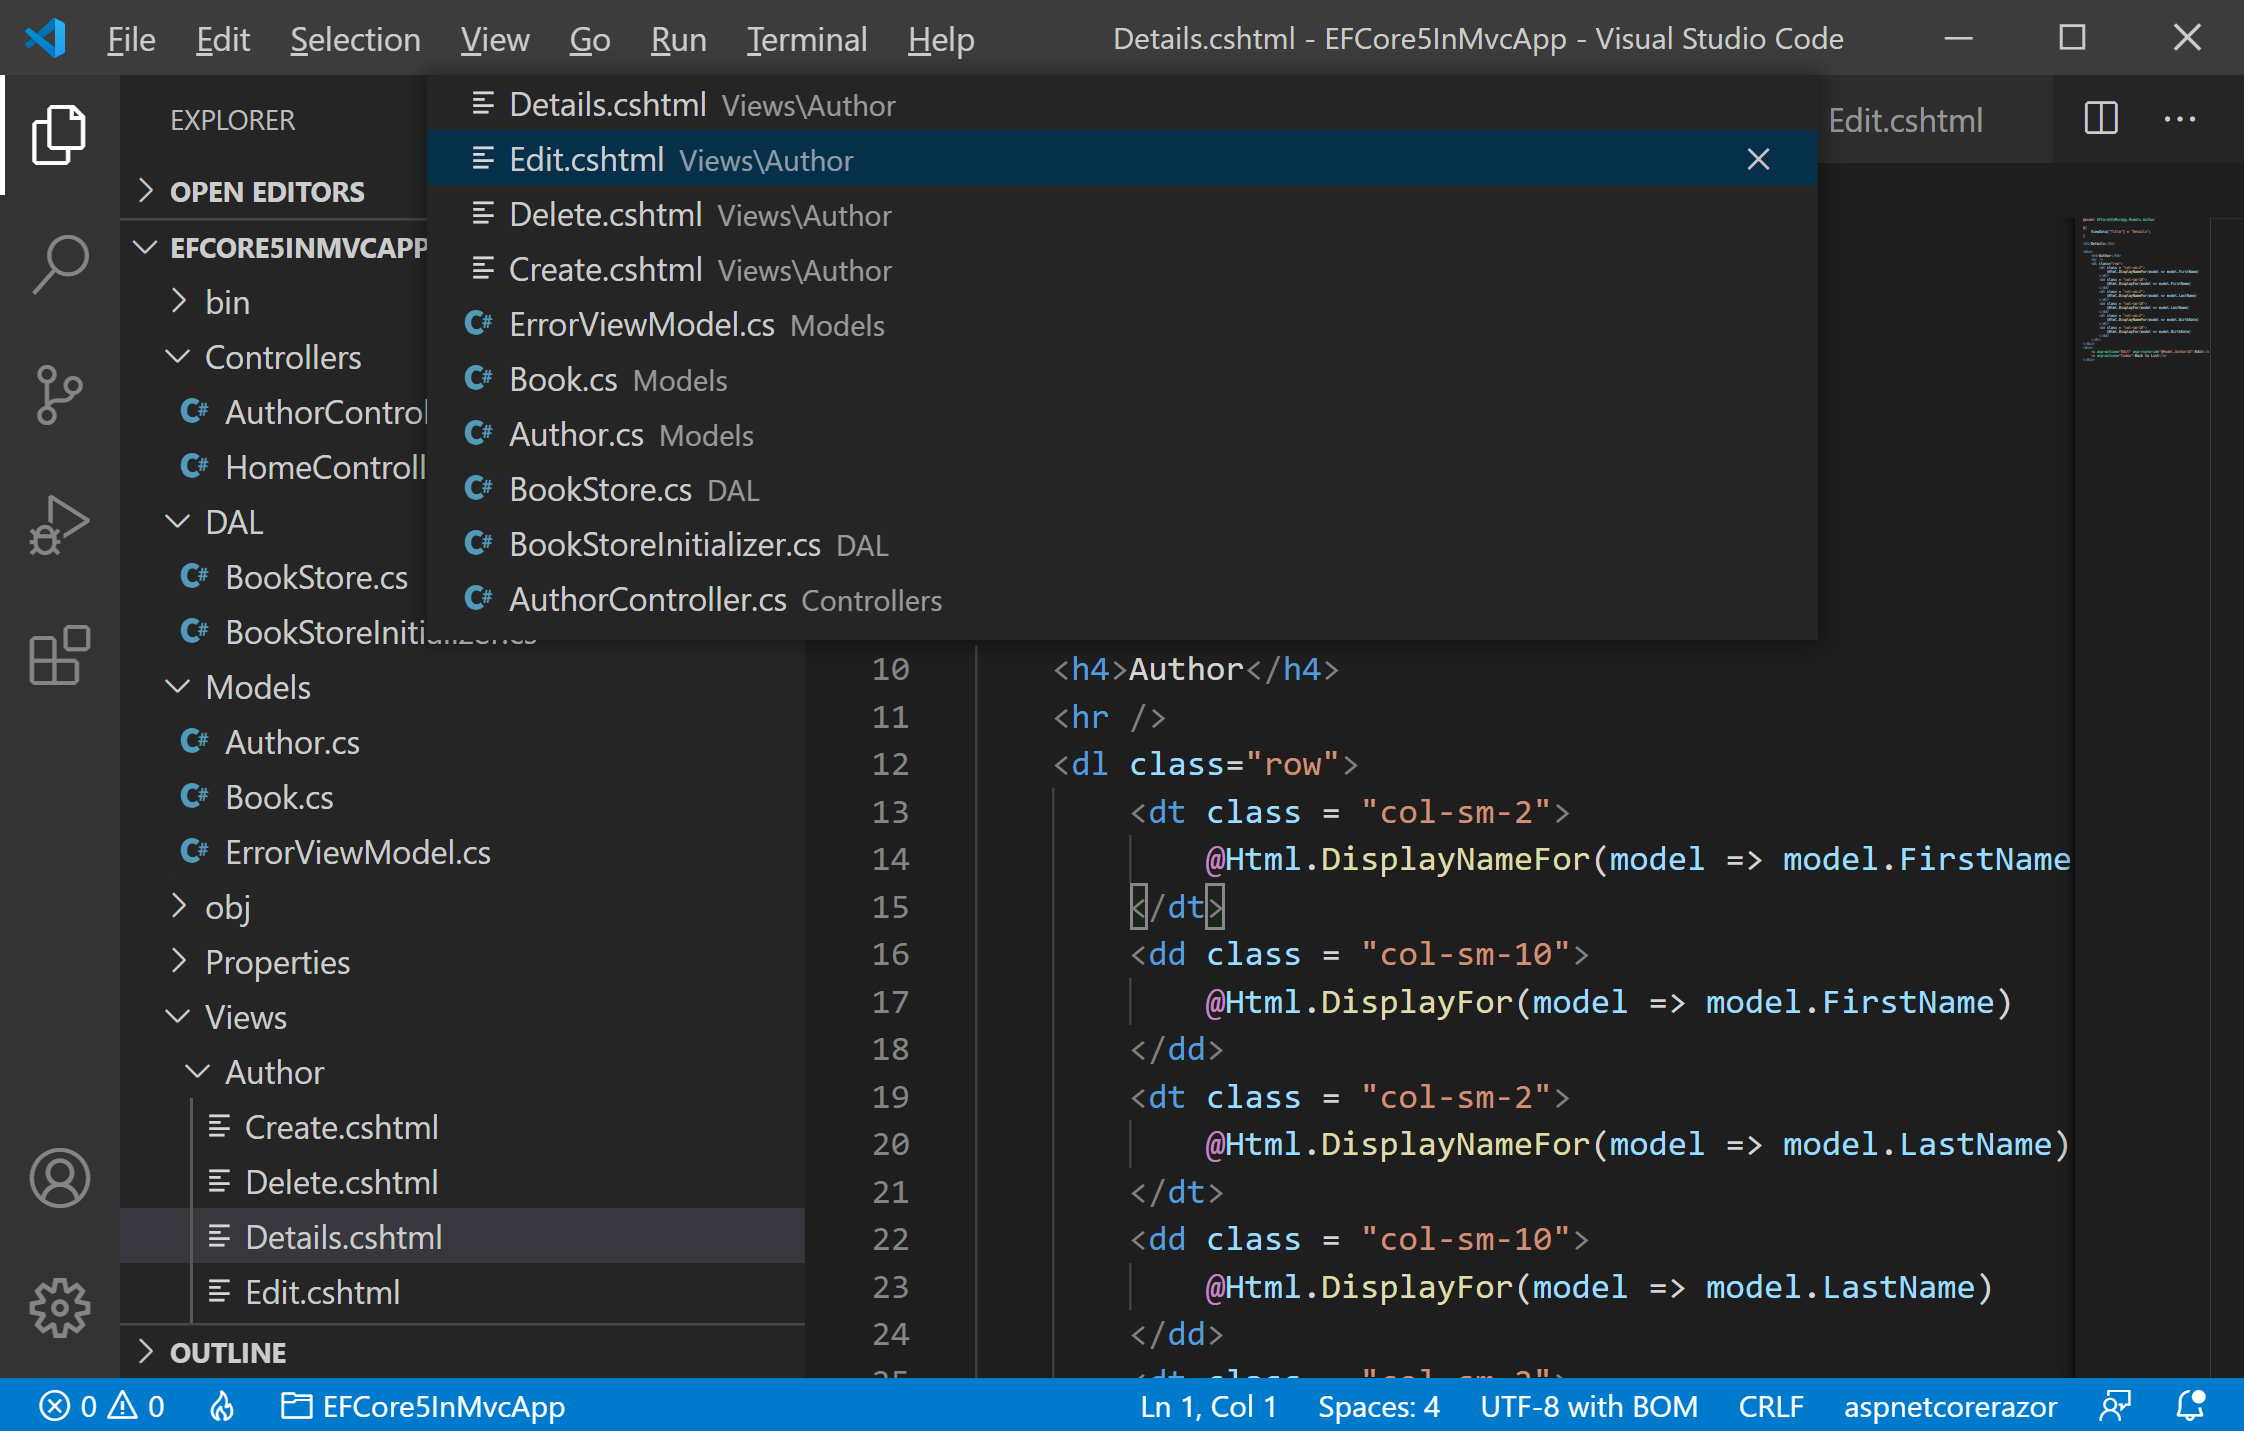 File Edit Selection View Go Run Terminal Help Details.cshtml - EFCore5InMvcApp - Visual Studio Code
EXPLORER
OPEN EDITORS
EFCORE5INMVCAPP
bin
Controllers
C# AuthorControl
C# HomeControll
DAL
C# BookStore.cs
C# BookStoreInitializer.cs
Models
C# Author.cs
C# Book.cs
C# ErrorViewModel.cs
obj
Properties
Views
Author
Create.cshtml
Delete.cshtml
Details.cshtml
Edit.cshtml
OUTLINE
Details.cshtml Views\Author
Edit.cshtml Views\Author
Delete.cshtml Views\Author
Create.cshtml Views\Author
C# ErrorViewModel.cs Models
C# Book.cs Models
C# Author.cs Models
C# BookStore.cs DAL
C# BookStoreInitializer.cs DAL
C# AuthorController.cs Controllers
Edit.cshtml
10 <h4>Author</h4>
11 <hr />
12 <dl class="row">
13 <dt class = "col-sm-2">
14 @Html.DisplayNameFor(model => model.FirstName
15 </dt>
16 <dd class = "col-sm-10">
17 @Html.DisplayFor(model => model.FirstName)
18 </dd>
19 <dt class = "col-sm-2">
20 @Html.DisplayNameFor(model => model.LastName)
21 </dt>
22 <dd class = "col-sm-10">
23 @Html.DisplayFor(model => model.LastName)
24 </dd>
25 <dt class = "col-sm-2">
0 0 EFCore5InMvcApp Ln 1, Col 1 Spaces: 4 UTF-8 with BOM CRLF aspnetcorerazor